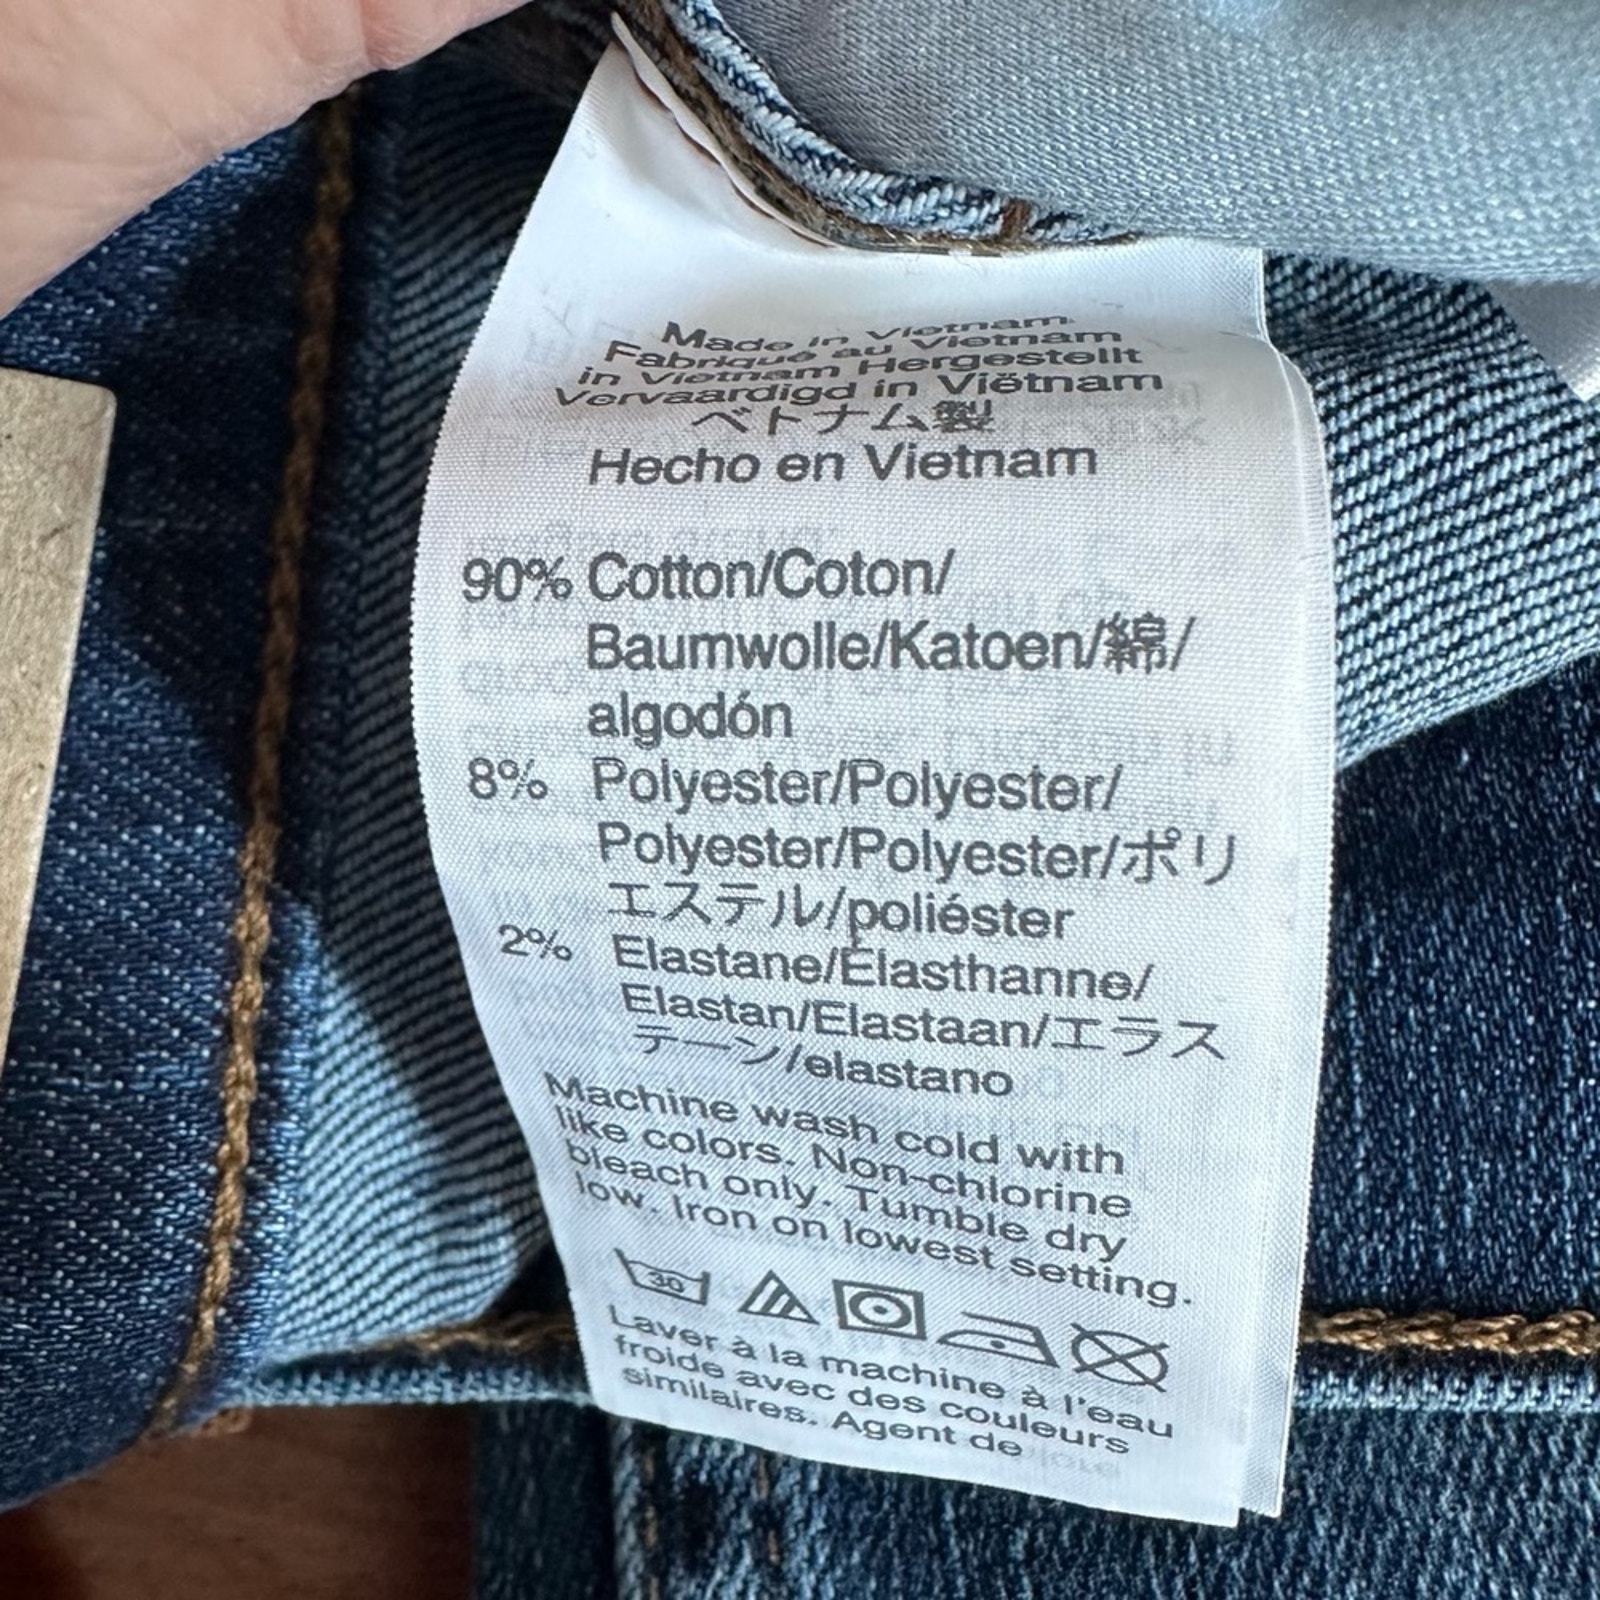 Made in Vietnam
Fabriqué au Vietnam
in Vietnam Hergestellt
Vervaardigd in Viëtnam
ベトナム製
Hecho en Vietnam
90% Cotton/Coton/
Baumwolle/Katoen/綿/
algodón
8% Polyester/Polyester/
Polyester/Polyester/ポリ
エステル/poliéster
2% Elastane/Élasthanne/
Elastan/Elastaan/エラス
テーン/elastano
Machine wash cold with
like colors. Non-chlorine
bleach only. Tumble dry
low. Iron on lowest setting.
30
Laver à la machine à l'eau
froide avec des couleurs
similaires. Agent de